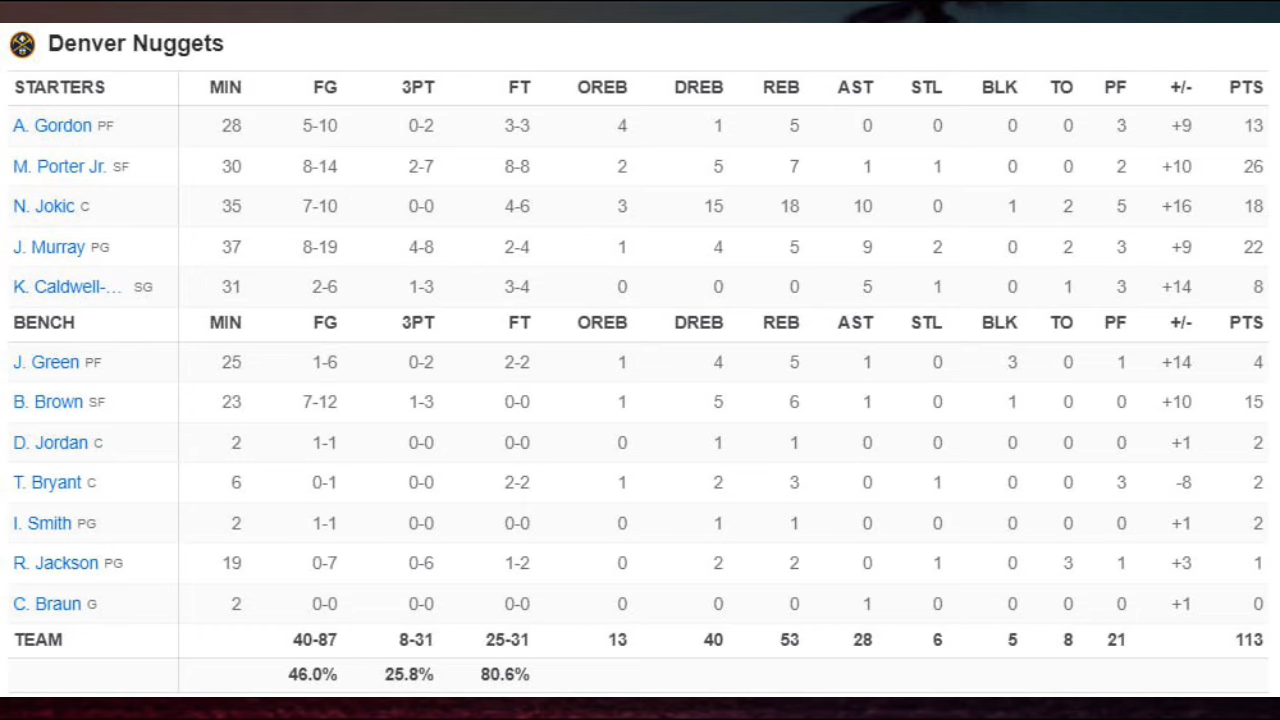 Denver Nuggets
STARTERS MIN FG 3PT FT OREB DREB REB AST STL BLK TO PF +/- PTS
A. Gordon PF 28 5-10 0-2 3-3 4 1 5 0 0 0 0 3 +9 13
M. Porter Jr. SF 30 8-14 2-7 8-8 2 5 7 1 1 0 0 2 +10 26
N. Jokic C 35 7-10 0-0 4-6 3 15 18 10 0 1 2 5 +16 18
J. Murray PG 37 8-19 4-8 2-4 1 4 5 9 2 0 2 3 +9 22
K. Caldwell-... SG 31 2-6 1-3 3-4 0 0 0 5 1 0 1 3 +14 8
BENCH MIN FG 3PT FT OREB DREB REB AST STL BLK TO PF +/- PTS
J. Green PF 25 1-6 0-2 2-2 1 4 5 1 0 3 0 1 +14 4
B. Brown SF 23 7-12 1-3 0-0 1 5 6 1 0 1 0 0 +10 15
D. Jordan C 2 1-1 0-0 0-0 0 1 1 0 0 0 0 0 +1 2
T. Bryant C 6 0-1 0-0 2-2 1 2 3 0 1 0 0 3 -8 2
I. Smith PG 2 1-1 0-0 0-0 0 1 1 0 0 0 0 0 +1 2
R. Jackson PG 19 0-7 0-6 1-2 0 2 2 0 1 0 3 1 +3 1
C. Braun G 2 0-0 0-0 0-0 0 0 0 1 0 0 0 0 +1 0
TEAM 40-87 8-31 25-31 13 40 53 28 6 5 8 21 113
46.0% 25.8% 80.6%